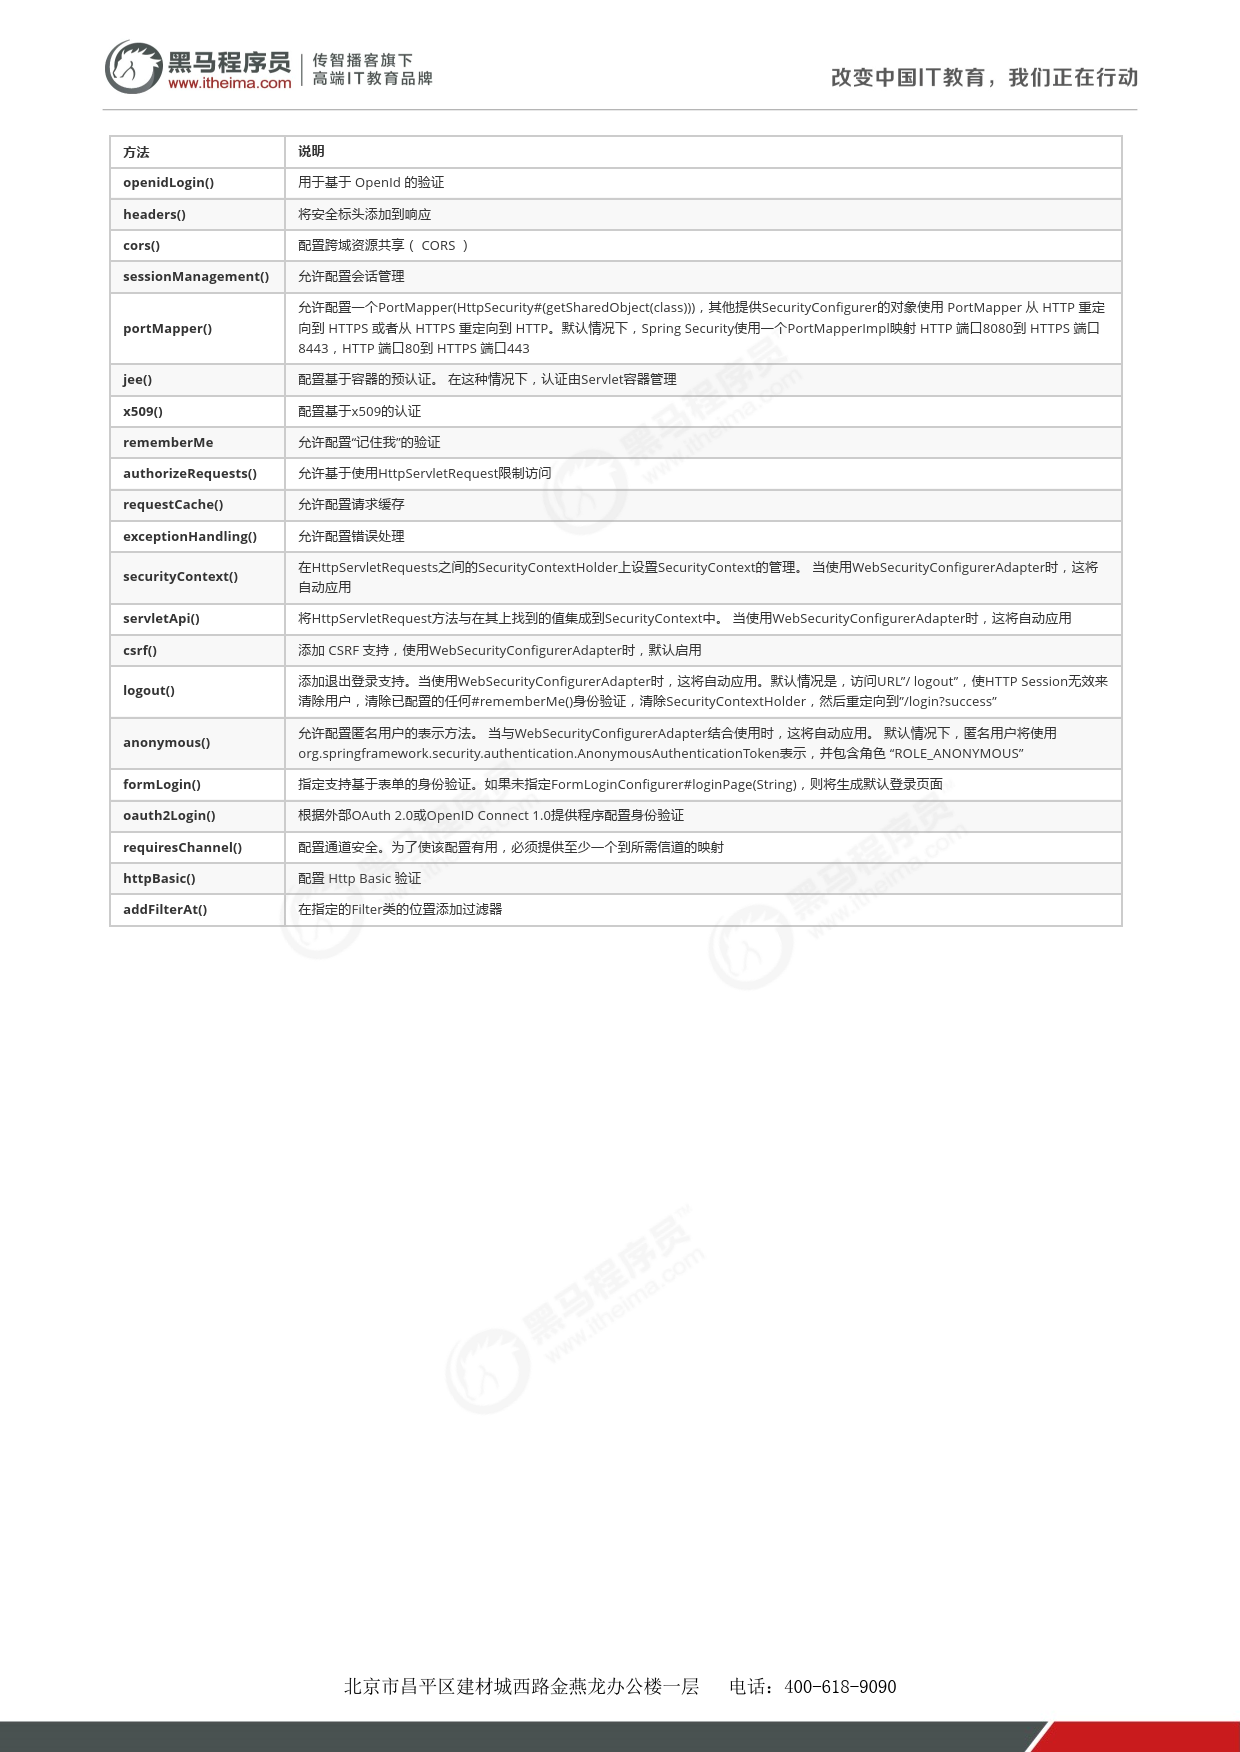 黑马程序员
www.itheima.com
传智播客旗下
高端IT教育品牌
改变中国IT教育，我们正在行动
方法 说明
openidLogin() 用于基于 OpenId 的验证
headers() 将安全标头添加到响应
cors() 配置跨域资源共享（ CORS ）
sessionManagement() 允许配置会话管理
portMapper() 允许配置一个PortMapper(HttpSecurity#(getSharedObject(class)))，其他提供SecurityConfigurer的对象使用 PortMapper 从 HTTP 重定
向到 HTTPS 或者从 HTTPS 重定向到 HTTP。默认情况下，Spring Security使用一个PortMapperImpl映射 HTTP 端口8080到 HTTPS 端口
8443，HTTP 端口80到 HTTPS 端口443
jee() 配置基于容器的预认证。 在这种情况下，认证由Servlet容器管理
x509() 配置基于x509的认证
rememberMe 允许配置“记住我”的验证
authorizeRequests() 允许基于使用HttpServletRequest限制访问
requestCache() 允许配置请求缓存
exceptionHandling() 允许配置错误处理
securityContext() 在HttpServletRequests之间的SecurityContextHolder上设置SecurityContext的管理。 当使用WebSecurityConfigurerAdapter时，这将
自动应用
servletApi() 将HttpServletRequest方法与在其上找到的值集成到SecurityContext中。 当使用WebSecurityConfigurerAdapter时，这将自动应用
csrf() 添加 CSRF 支持，使用WebSecurityConfigurerAdapter时，默认启用
logout() 添加退出登录支持。当使用WebSecurityConfigurerAdapter时，这将自动应用。默认情况是，访问URL”/ logout”，使HTTP Session无效来
清除用户，清除已配置的任何#rememberMe()身份验证，清除SecurityContextHolder，然后重定向到”/login?success”
anonymous() 允许配置匿名用户的表示方法。 当与WebSecurityConfigurerAdapter结合使用时，这将自动应用。 默认情况下，匿名用户将使用
org.springframework.security.authentication.AnonymousAuthenticationToken表示，并包含角色 “ROLE_ANONYMOUS”
formLogin() 指定支持基于表单的身份验证。如果未指定FormLoginConfigurer#loginPage(String)，则将生成默认登录页面
oauth2Login() 根据外部OAuth 2.0或OpenID Connect 1.0提供程序配置身份验证
requiresChannel() 配置通道安全。为了使该配置有用，必须提供至少一个到所需信道的映射
httpBasic() 配置 Http Basic 验证
addFilterAt() 在指定的Filter类的位置添加过滤器
黑马程序员
www.itheima.com
黑马程序员
www.itheima.com
黑马程序员
www.itheima.com
黑马程序员™
www.itheima.com
北京市昌平区建材城西路金燕龙办公楼一层 电话：400-618-9090